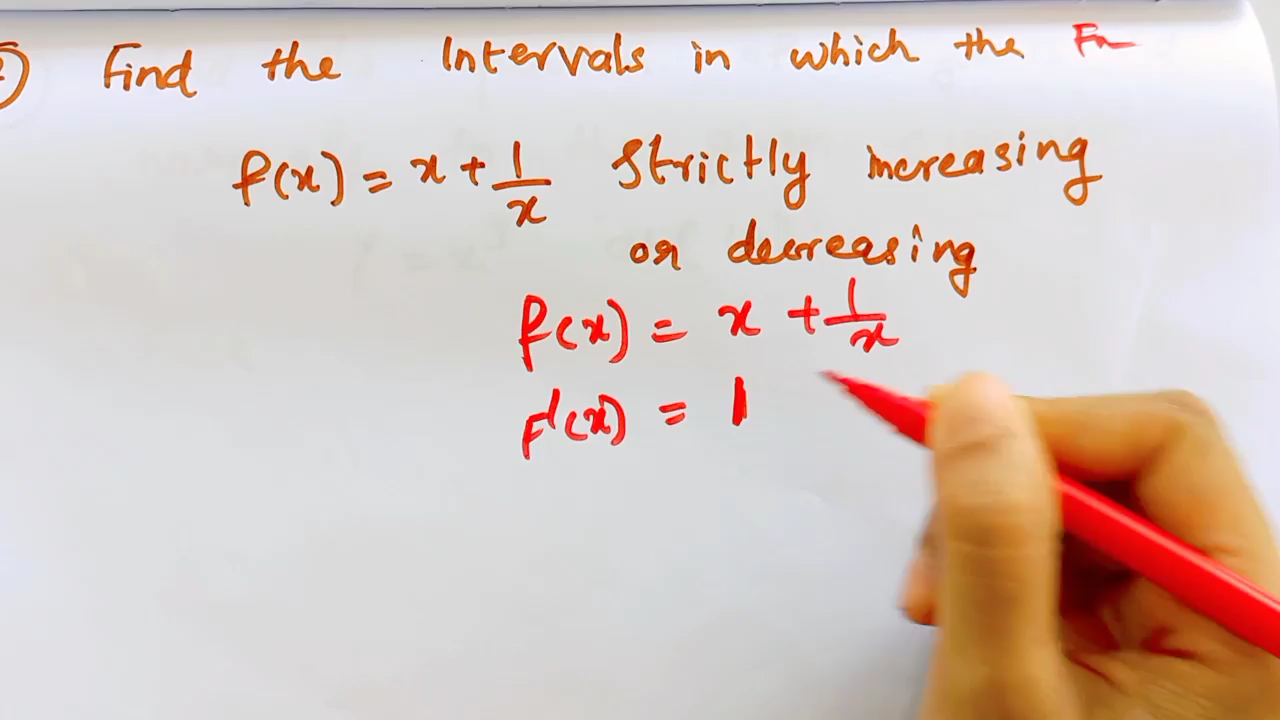 Find the Intervals in which the Fn
f(x) = x + 1/x Strictly increasing
or decreasing
f(x) = x + 1/x
f'(x) = 1